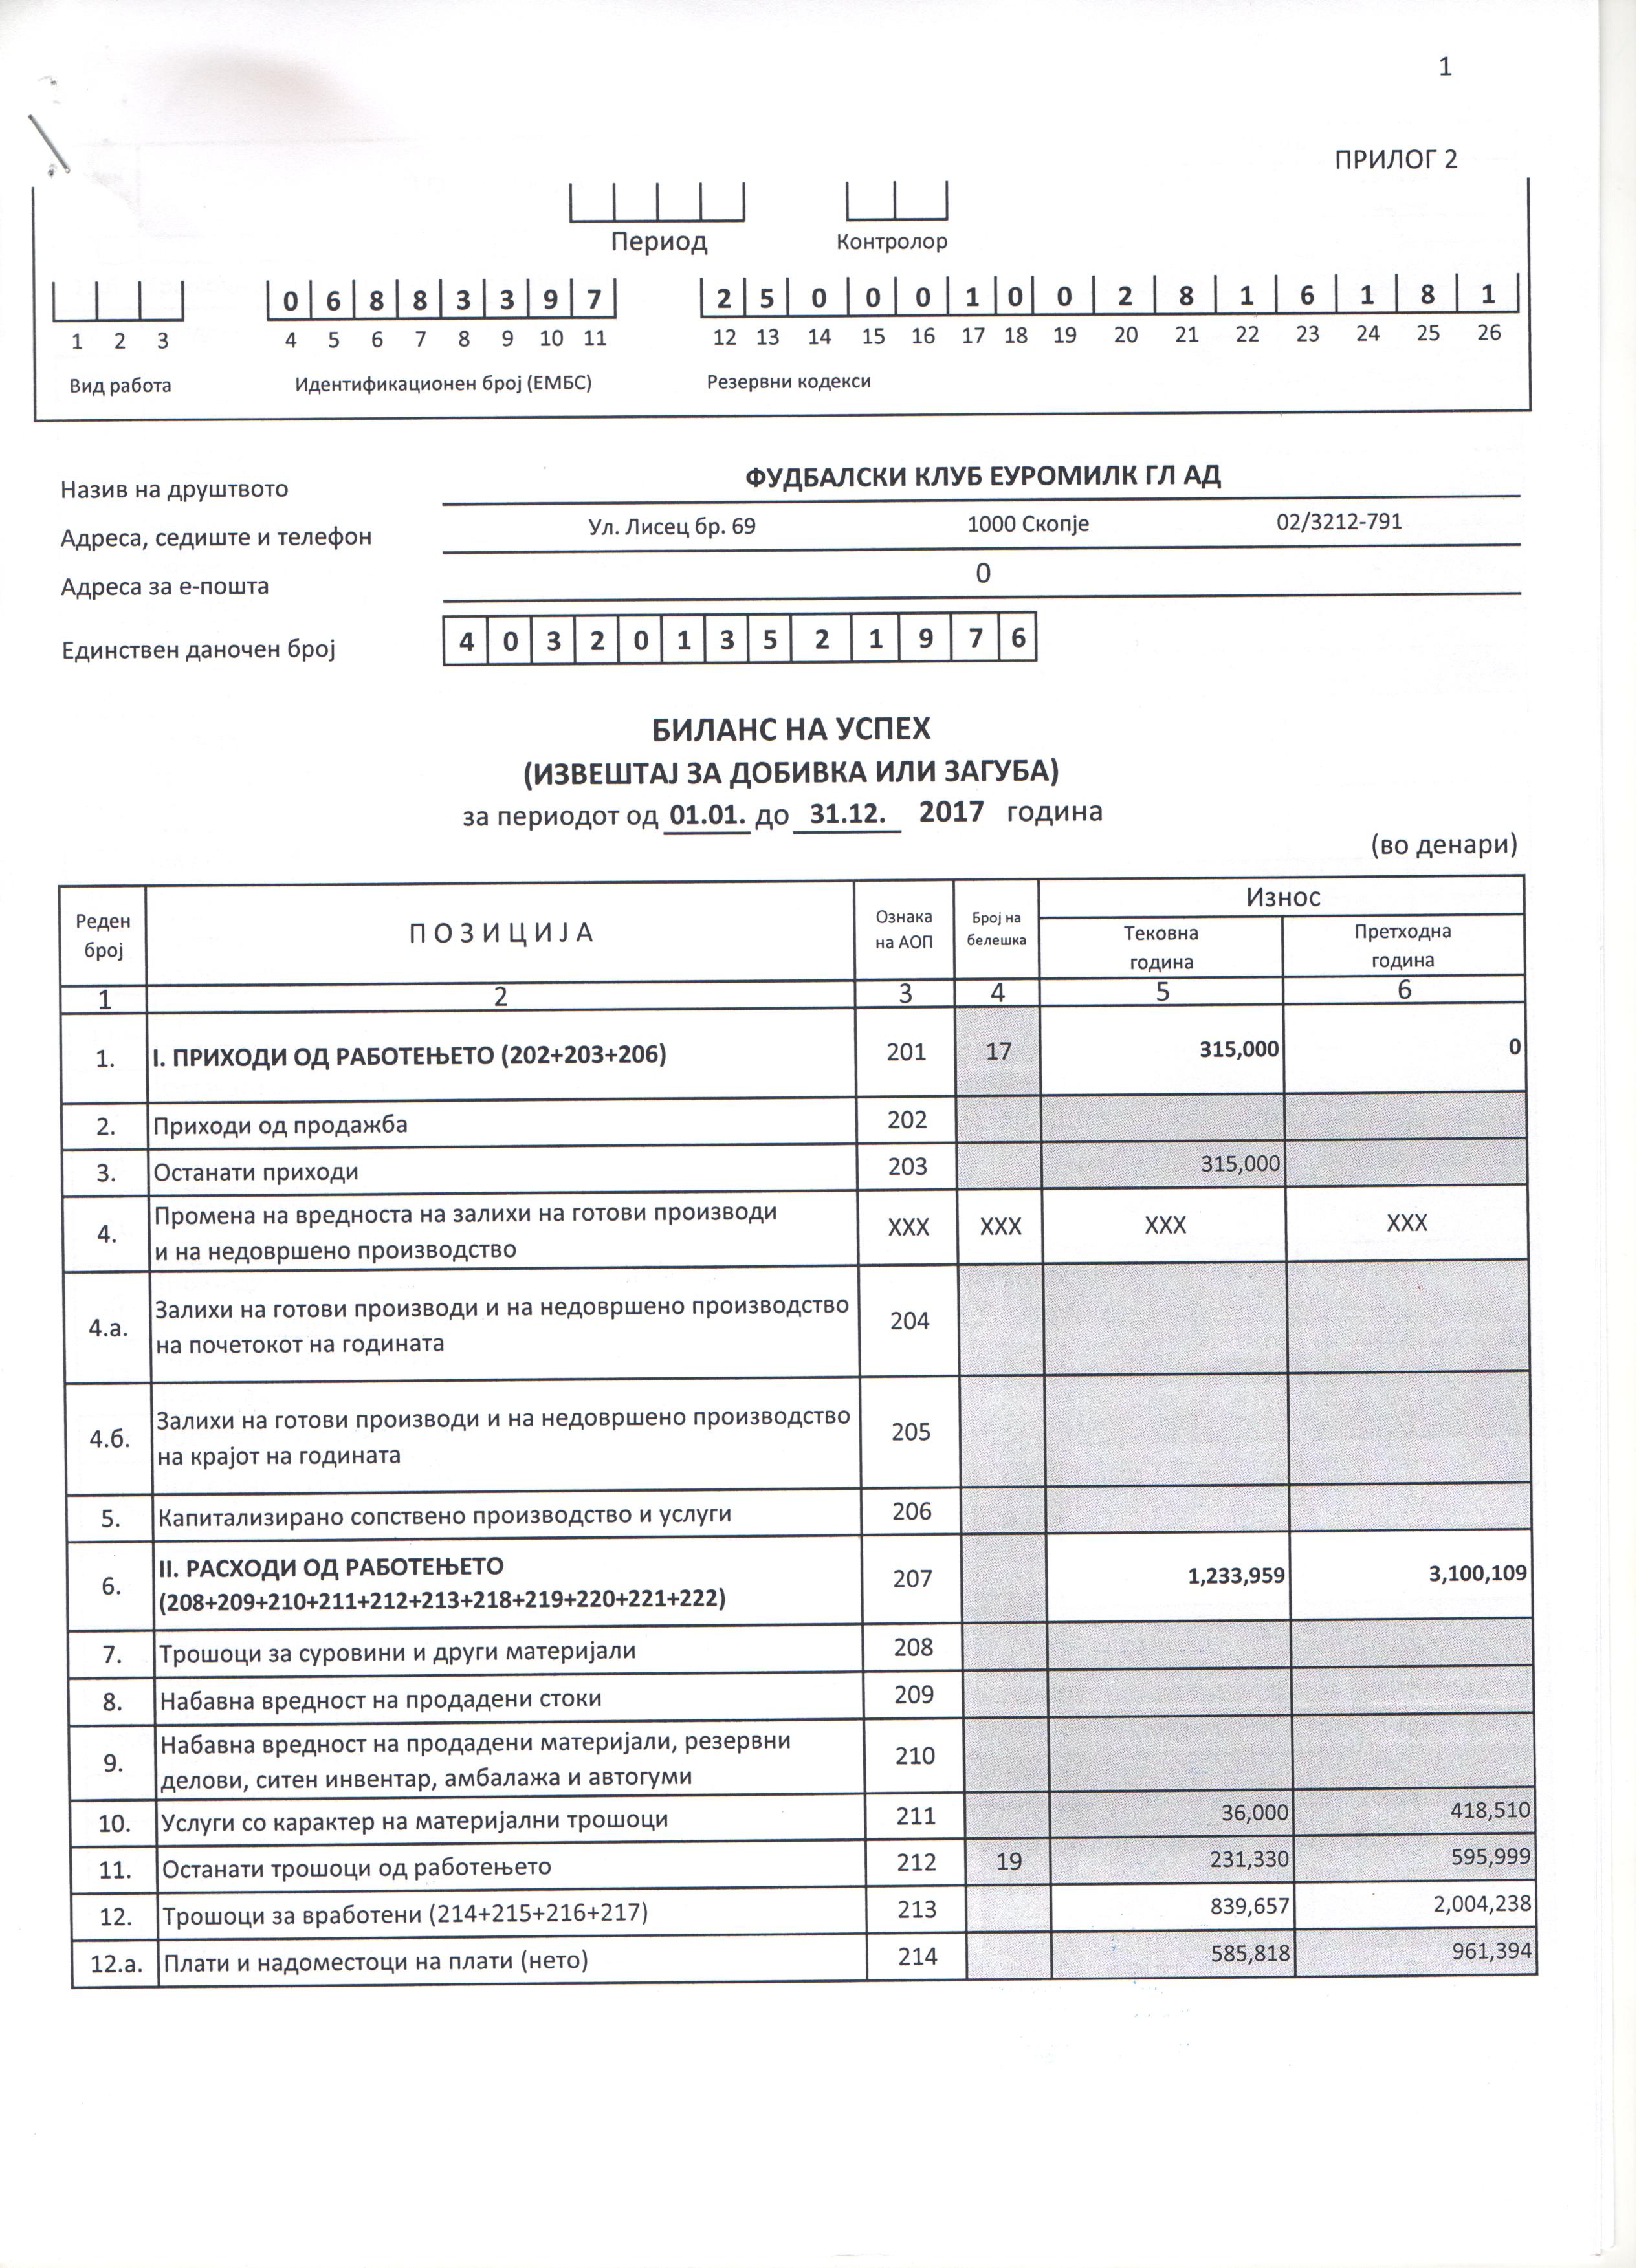 1
ПРИЛОГ 2
Период Контролор
0 6 8 8 3 3 9 7 2 5 0 0 0 1 0 0 2 8 1 6 1 8 1
1 2 3 4 5 6 7 8 9 10 11 12 13 14 15 16 17 18 19 20 21 22 23 24 25 26
Вид работа Идентификационен број (ЕМБС) Резервни кодекси
Назив на друштвото ФУДБАЛСКИ КЛУБ ЕУРОМИЛК ГЛ АД
Адреса, седиште и телефон Ул. Лисец бр. 69 1000 Скопје 02/3212-791
Адреса за е-пошта 0
Единствен даночен број 4 0 3 2 0 1 3 5 2 1 9 7 6
БИЛАНС НА УСПЕХ
(ИЗВЕШТАЈ ЗА ДОБИВКА ИЛИ ЗАГУБА)
за периодот од 01.01. до 31.12. 2017 година
(во денари)
Реден број П О З И Ц И Ј А Ознака на АОП Број на белешка Износ
Тековна година Претходна година
1 2 3 4 5 6
1. I. ПРИХОДИ ОД РАБОТЕЊЕТО (202+203+206) 201 17 315,000 0
2. Приходи од продажба 202
3. Останати приходи 203 315,000
4. Промена на вредноста на залихи на готови производи
и на недовршено производство XXX XXX XXX XXX
4.а. Залихи на готови производи и на недовршено производство
на почетокот на годината 204
4.б. Залихи на готови производи и на недовршено производство
на крајот на годината 205
5. Капитализирано сопствено производство и услуги 206
6. II. РАСХОДИ ОД РАБОТЕЊЕТО
(208+209+210+211+212+213+218+219+220+221+222) 207 1,233,959 3,100,109
7. Трошоци за суровини и други материјали 208
8. Набавна вредност на продадени стоки 209
9. Набавна вредност на продадени материјали, резервни
делови, ситен инвентар, амбалажа и автогуми 210
10. Услуги со карактер на материјални трошоци 211 36,000 418,510
11. Останати трошоци од работењето 212 19 231,330 595,999
12. Трошоци за вработени (214+215+216+217) 213 839,657 2,004,238
12.а. Плати и надоместоци на плати (нето) 214 585,818 961,394